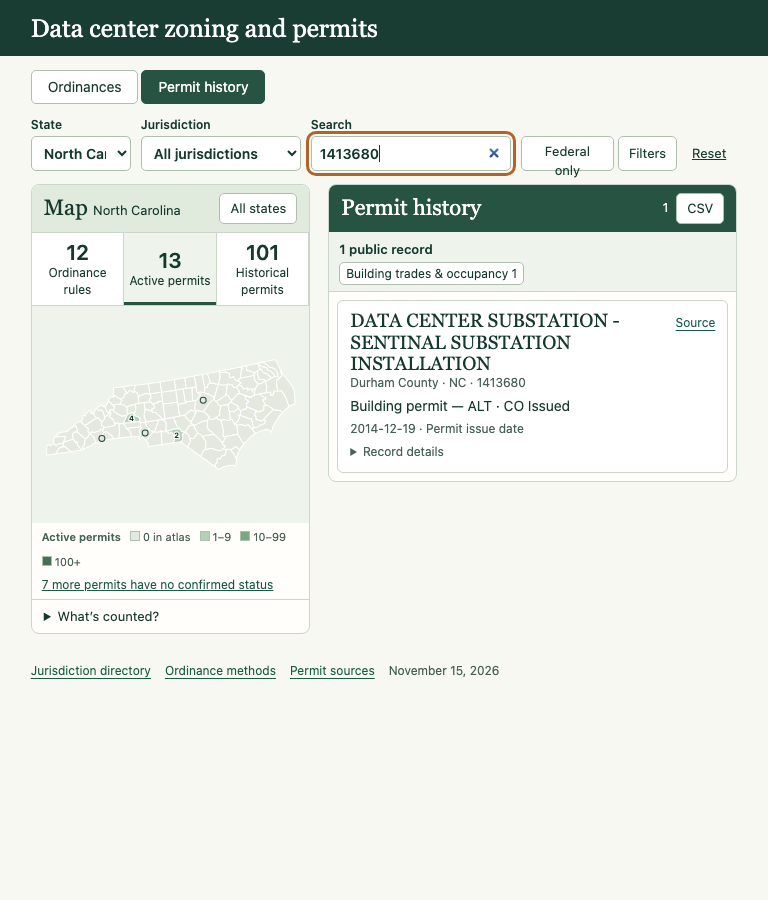 Data center zoning and permits
Ordinances
Permit history
State
Jurisdiction
Search
North Car
All jurisdictions
1413680
Federal only
Filters
Reset
Map North Carolina
All states
12
Ordinance rules
13
Active permits
101
Historical permits
4
2
Active permits
0 in atlas
1–9
10–99
100+
7 more permits have no confirmed status
▶ What's counted?
Permit history
1
CSV
1 public record
Building trades & occupancy 1
DATA CENTER SUBSTATION -
SENTINAL SUBSTATION
INSTALLATION
Source
Durham County · NC · 1413680
Building permit — ALT · CO Issued
2014-12-19 · Permit issue date
▶ Record details
Jurisdiction directory
Ordinance methods
Permit sources
November 15, 2026